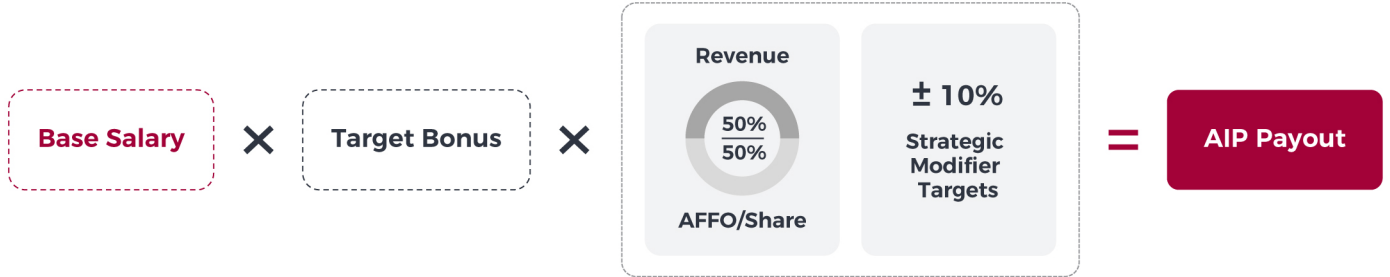 Base Salary
×
Target Bonus
×
Revenue
50%
50%
AFFO/Share
± 10%
Strategic
Modifier
Targets
=
AIP Payout